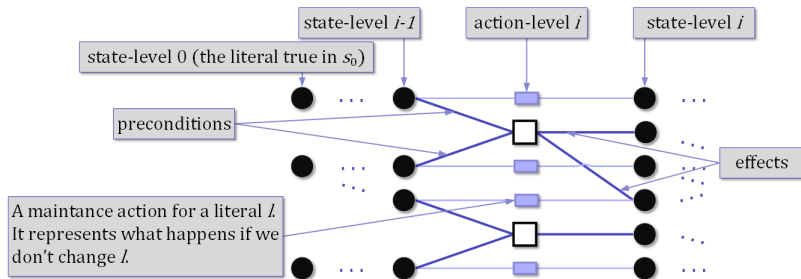 state-level i-1
action-level i
state-level i
state-level 0 (the literal true in s₀)
preconditions
effects
A maintance action for a literal l.
It represents what happens if we
don't change l.